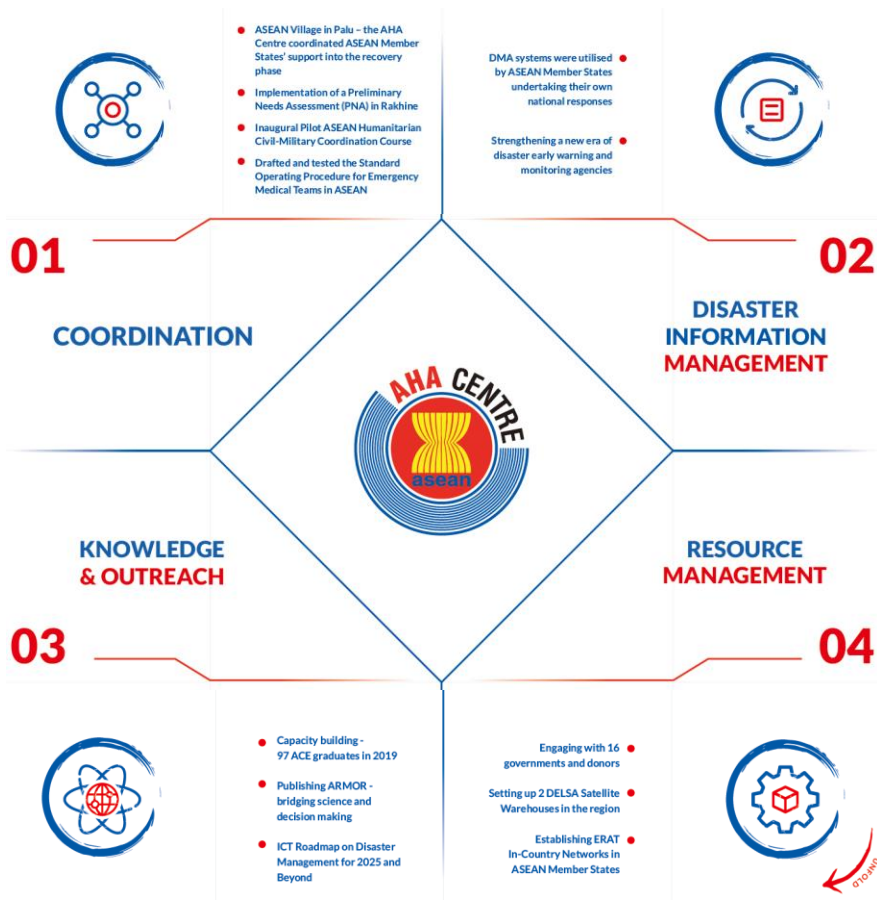 ASEAN Village in Palu – the AHA
Centre coordinated ASEAN Member
States' support into the recovery
phase
Implementation of a Preliminary
Needs Assessment (PNA) in Rakhine
Inaugural Pilot ASEAN Humanitarian
Civil-Military Coordination Course
Drafted and tested the Standard
Operating Procedure for Emergency
Medical Teams in ASEAN
01
COORDINATION
DMA systems were utilised
by ASEAN Member States
undertaking their own
national responses
Strengthening a new era of
disaster early warning and
monitoring agencies
02
DISASTER
INFORMATION
MANAGEMENT
AHA CENTRE
asean
KNOWLEDGE
& OUTREACH
03
Capacity building -
97 ACE graduates in 2019
Publishing ARMOR -
bridging science and
decision making
ICT Roadmap on Disaster
Management for 2025 and
Beyond
RESOURCE
MANAGEMENT
04
Engaging with 16
governments and donors
Setting up 2 DELSA Satellite
Warehouses in the region
Establishing ERAT
In-Country Networks in
ASEAN Member States
UNFOLD